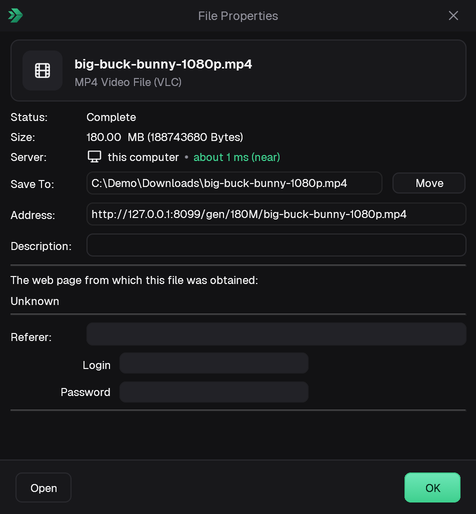 File Properties
big-buck-bunny-1080p.mp4
MP4 Video File (VLC)
Status: Complete
Size: 180.00 MB (188743680 Bytes)
Server: this computer • about 1 ms (near)
Save To: C:\Demo\Downloads\big-buck-bunny-1080p.mp4 Move
Address: http://127.0.0.1:8099/gen/180M/big-buck-bunny-1080p.mp4
Description:
The web page from which this file was obtained:
Unknown
Referer:
Login
Password
Open OK